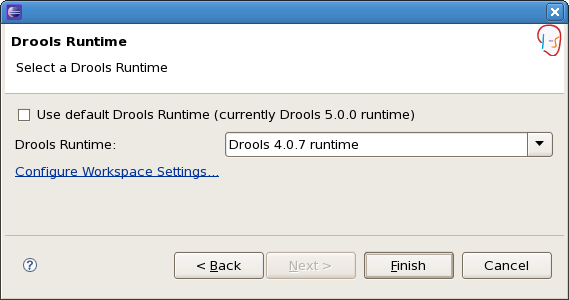 Drools Runtime
Select a Drools Runtime
Use default Drools Runtime (currently Drools 5.0.0 runtime)
Drools Runtime: Drools 4.0.7 runtime
Configure Workspace Settings...
? < Back Next > Finish Cancel